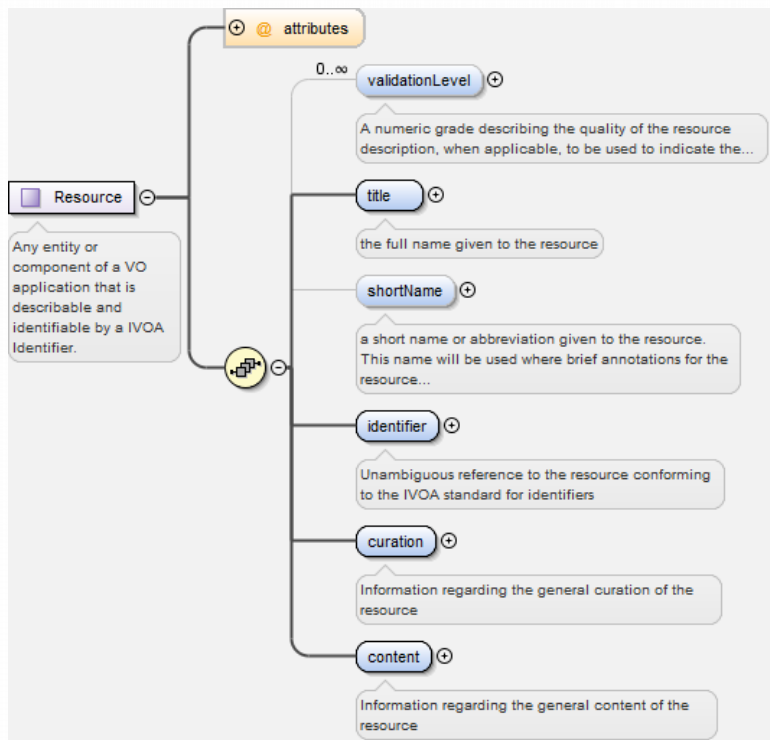 @ attributes
0..∞
validationLevel
A numeric grade describing the quality of the resource
description, when applicable, to be used to indicate the...
Resource
title
Any entity or
component of a VO
application that is
describable and
identifiable by a IVOA
Identifier.
the full name given to the resource
shortName
a short name or abbreviation given to the resource.
This name will be used where brief annotations for the
resource...
identifier
Unambiguous reference to the resource conforming
to the IVOA standard for identifiers
curation
Information regarding the general curation of the
resource
content
Information regarding the general content of the
resource